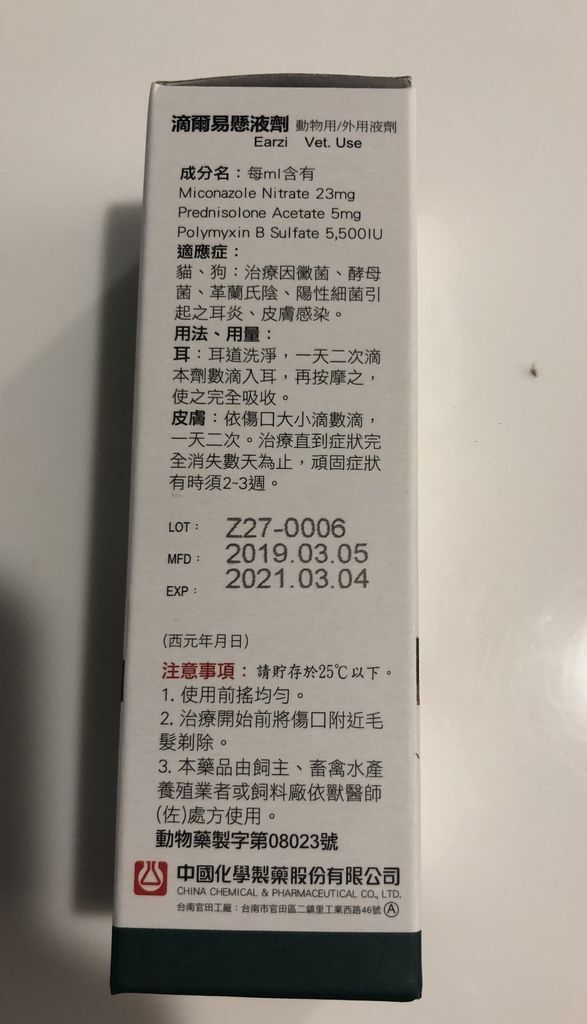 滴爾易懸液劑 動物用/外用液劑
Earzi Vet. Use
成分名：每ml含有
Miconazole Nitrate 23mg
Prednisolone Acetate 5mg
Polymyxin B Sulfate 5,500IU
適應症：
貓、狗：治療因黴菌、酵母
菌、革蘭氏陰、陽性細菌引
起之耳炎、皮膚感染。
用法、用量：
耳：耳道洗淨，一天二次滴
本劑數滴入耳，再按摩之，
使之完全吸收。
皮膚：依傷口大小滴數滴，
一天二次。治療直到症狀完
全消失數天為止，頑固症狀
有時須2~3週。
LOT： Z27-0006
MFD： 2019.03.05
EXP： 2021.03.04
(西元年月日)
注意事項：請貯存於25℃以下。
1. 使用前搖均勻。
2. 治療開始前將傷口附近毛
髮剃除。
3. 本藥品由飼主、畜禽水產
養殖業者或飼料廠依獸醫師
(佐)處方使用。
動物藥製字第08023號
中國化學製藥股份有限公司
CHINA CHEMICAL & PHARMACEUTICAL CO., LTD.
台南官田工廠：台南市官田區二鎮里工業西路46號 Ⓐ